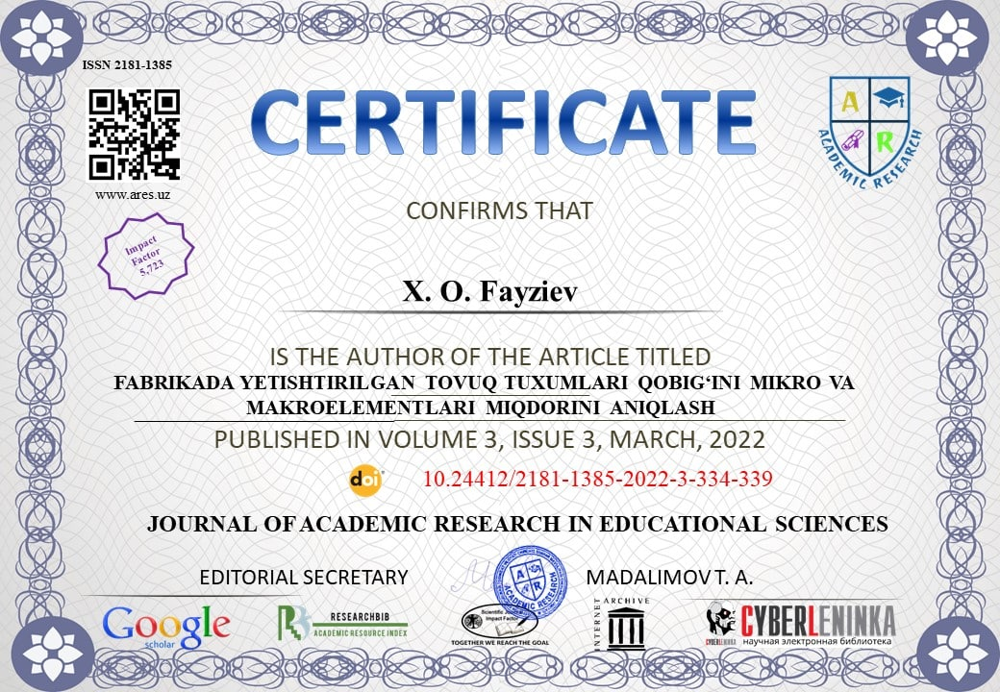 ISSN 2181-1385
CERTIFICATE
A
R
ACADEMIC RESEARCH
www.ares.uz
CONFIRMS THAT
Impact
Factor
5,723
X. O. Fayziev
IS THE AUTHOR OF THE ARTICLE TITLED
FABRIKADA YETISHTIRILGAN TOVUQ TUXUMLARI QOBIG‘INI MIKRO VA
MAKROELEMENTLARI MIQDORINI ANIQLASH
PUBLISHED IN VOLUME 3, ISSUE 3, MARCH, 2022
doi
10.24412/2181-1385-2022-3-334-339
JOURNAL OF ACADEMIC RESEARCH IN EDUCATIONAL SCIENCES
EDITORIAL SECRETARY
A
R
ACADEMIC RESEARCH
MADALIMOV T. A.
Google
scholar
RB
RESEARCHBIB
ACADEMIC RESOURCE INDEX
Scientific Journal
Impact Factor
TOGETHER WE REACH THE GOAL
INTERNET ARCHIVE
CYBERLENINKA
CYBERLENINKA
научная электронная библиотека